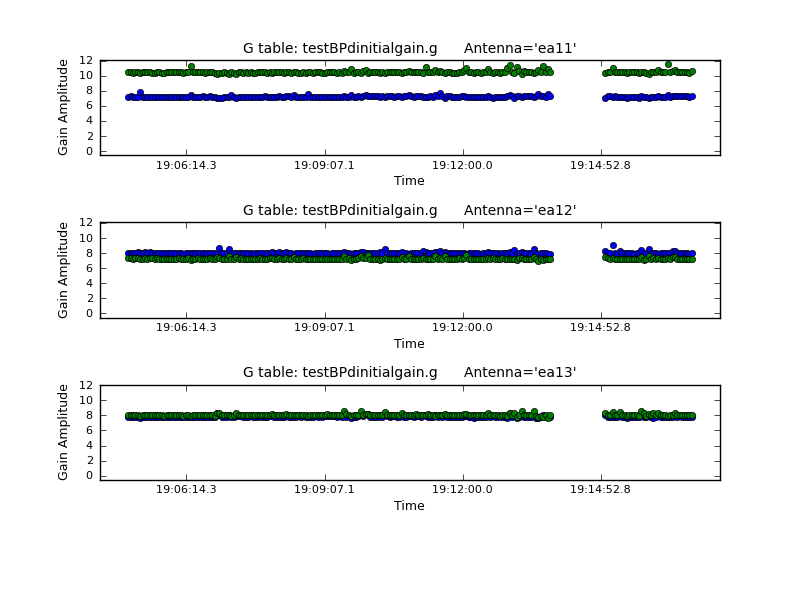 G table: testBPdinitialgain.g Antenna='ea11'
12
10
8
6
4
2
0
Gain Amplitude
19:06:14.3 19:09:07.1 19:12:00.0 19:14:52.8
Time
G table: testBPdinitialgain.g Antenna='ea12'
12
10
8
6
4
2
0
Gain Amplitude
19:06:14.3 19:09:07.1 19:12:00.0 19:14:52.8
Time
G table: testBPdinitialgain.g Antenna='ea13'
12
10
8
6
4
2
0
Gain Amplitude
19:06:14.3 19:09:07.1 19:12:00.0 19:14:52.8
Time